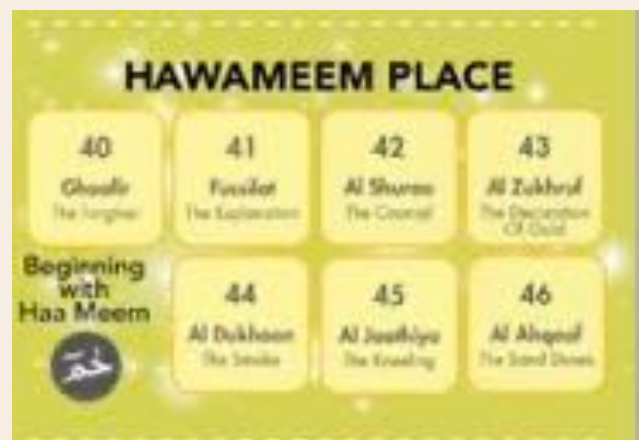 HAWAMEEM PLACE
40
Ghaafir
The Forgiver
41
Fussilat
The Explanation
42
Al Shuraa
The Council
43
Al Zukhruf
The Decoration
Of Gold
Beginning
with
Haa Meem
حم
44
Al Dukhaan
The Smoke
45
Al Jaathiya
The Kneeling
46
Al Ahqaaf
The Sand Dunes